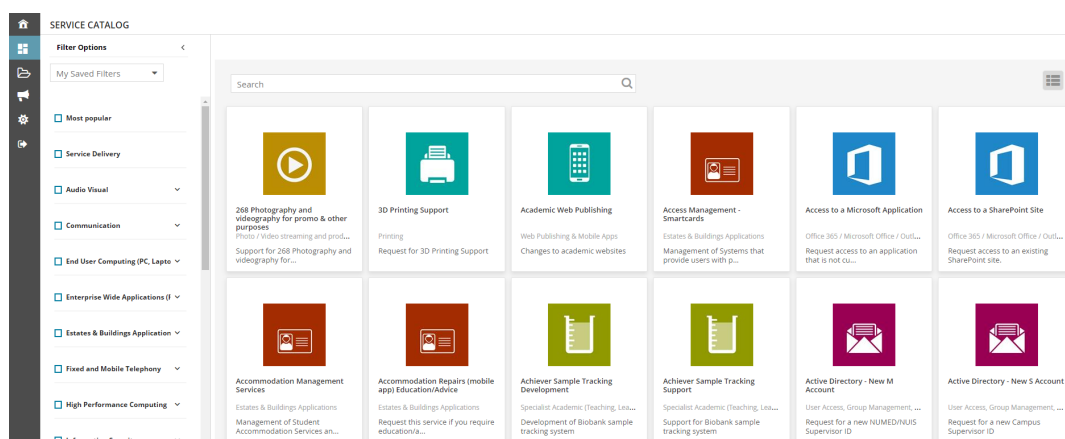 SERVICE CATALOG
Filter Options
My Saved Filters
Most popular
Service Delivery
Audio Visual
Communication
End User Computing (PC, Lapto
Enterprise Wide Applications (F
Estates & Buildings Application
Fixed and Mobile Telephony
High Performance Computing
Search
268 Photography and
videography for promo & other
purposes
Photo / Video streaming and prod...
Support for 268 Photography and
videography for...
3D Printing Support
Printing
Request for 3D Printing Support
Academic Web Publishing
Web Publishing & Mobile Apps
Changes to academic websites
Access Management -
Smartcards
Estates & Buildings Applications
Management of Systems that
provide users with p...
Access to a Microsoft Application
Office 365 / Microsoft Office / Outl...
Request access to an application
that is not cu...
Access to a SharePoint Site
Office 365 / Microsoft Office / Outl...
Request access to an existing
SharePoint site.
Accommodation Management
Services
Estates & Buildings Applications
Management of Student
Accommodation Services an...
Accommodation Repairs (mobile
app) Education/Advice
Estates & Buildings Applications
Request this service if you require
education/a...
Achiever Sample Tracking
Development
Specialist Academic (Teaching, Lea...
Development of Biobank sample
tracking system
Achiever Sample Tracking
Support
Specialist Academic (Teaching, Lea...
Support for Biobank sample
tracking system
Active Directory - New M
Account
User Access, Group Management, ...
Request for a new NUMED/NUIS
Supervisor ID
Active Directory - New S Account
User Access, Group Management, ...
Request for a new Campus
Supervisor ID